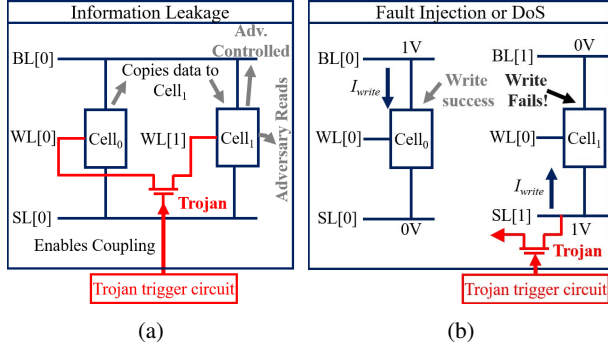 Information Leakage
BL[0]
Adv.
Controlled
Copies data to
Cell1
WL[0]
Cell0
WL[1]
Cell1
Adversary Reads
Trojan
SL[0]
Enables Coupling
Trojan trigger circuit
(a)
Fault Injection or DoS
1V
BL[0]
Iwrite
Write
success
WL[0]
Cell0
SL[0]
0V
0V
BL[1]
Write
Fails!
WL[0]
Cell1
Iwrite
SL[1]
1V
Trojan
Trojan trigger circuit
(b)